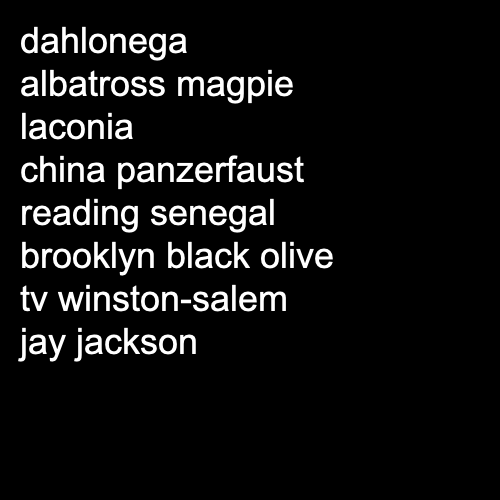 dahlonega
albatross magpie
laconia
china panzerfaust
reading senegal
brooklyn black olive
tv winston-salem
jay jackson